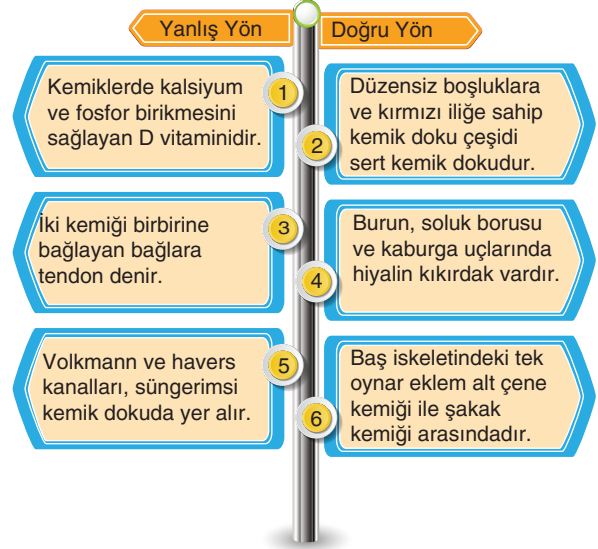 Yanlış Yön
Doğru Yön
1
Kemiklerde kalsiyum
ve fosfor birikmesini
sağlayan D vitaminidir.
2
Düzensiz boşluklara
ve kırmızı iliğe sahip
kemik doku çeşidi
sert kemik dokudur.
3
İki kemiği birbirine
bağlayan bağlara
tendon denir.
4
Burun, soluk borusu
ve kaburga uçlarında
hiyalin kıkırdak vardır.
5
Volkmann ve havers
kanalları, süngerimsi
kemik dokuda yer alır.
6
Baş iskeletindeki tek
oynar eklem alt çene
kemiği ile şakak
kemiği arasındadır.